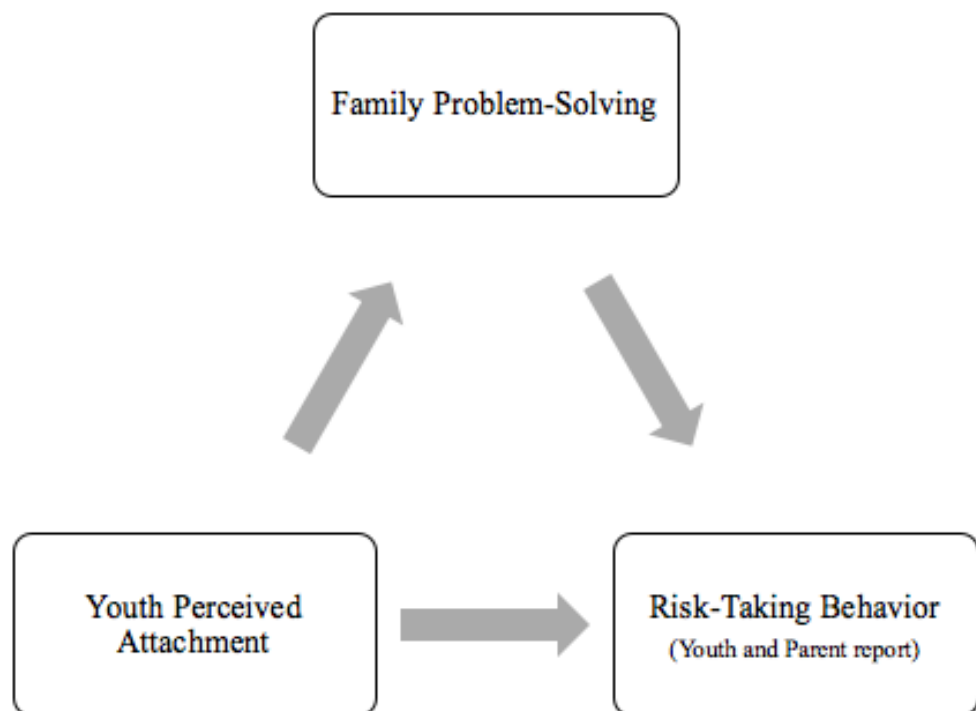 Family Problem-Solving
Youth Perceived
Attachment
Risk-Taking Behavior
(Youth and Parent report)